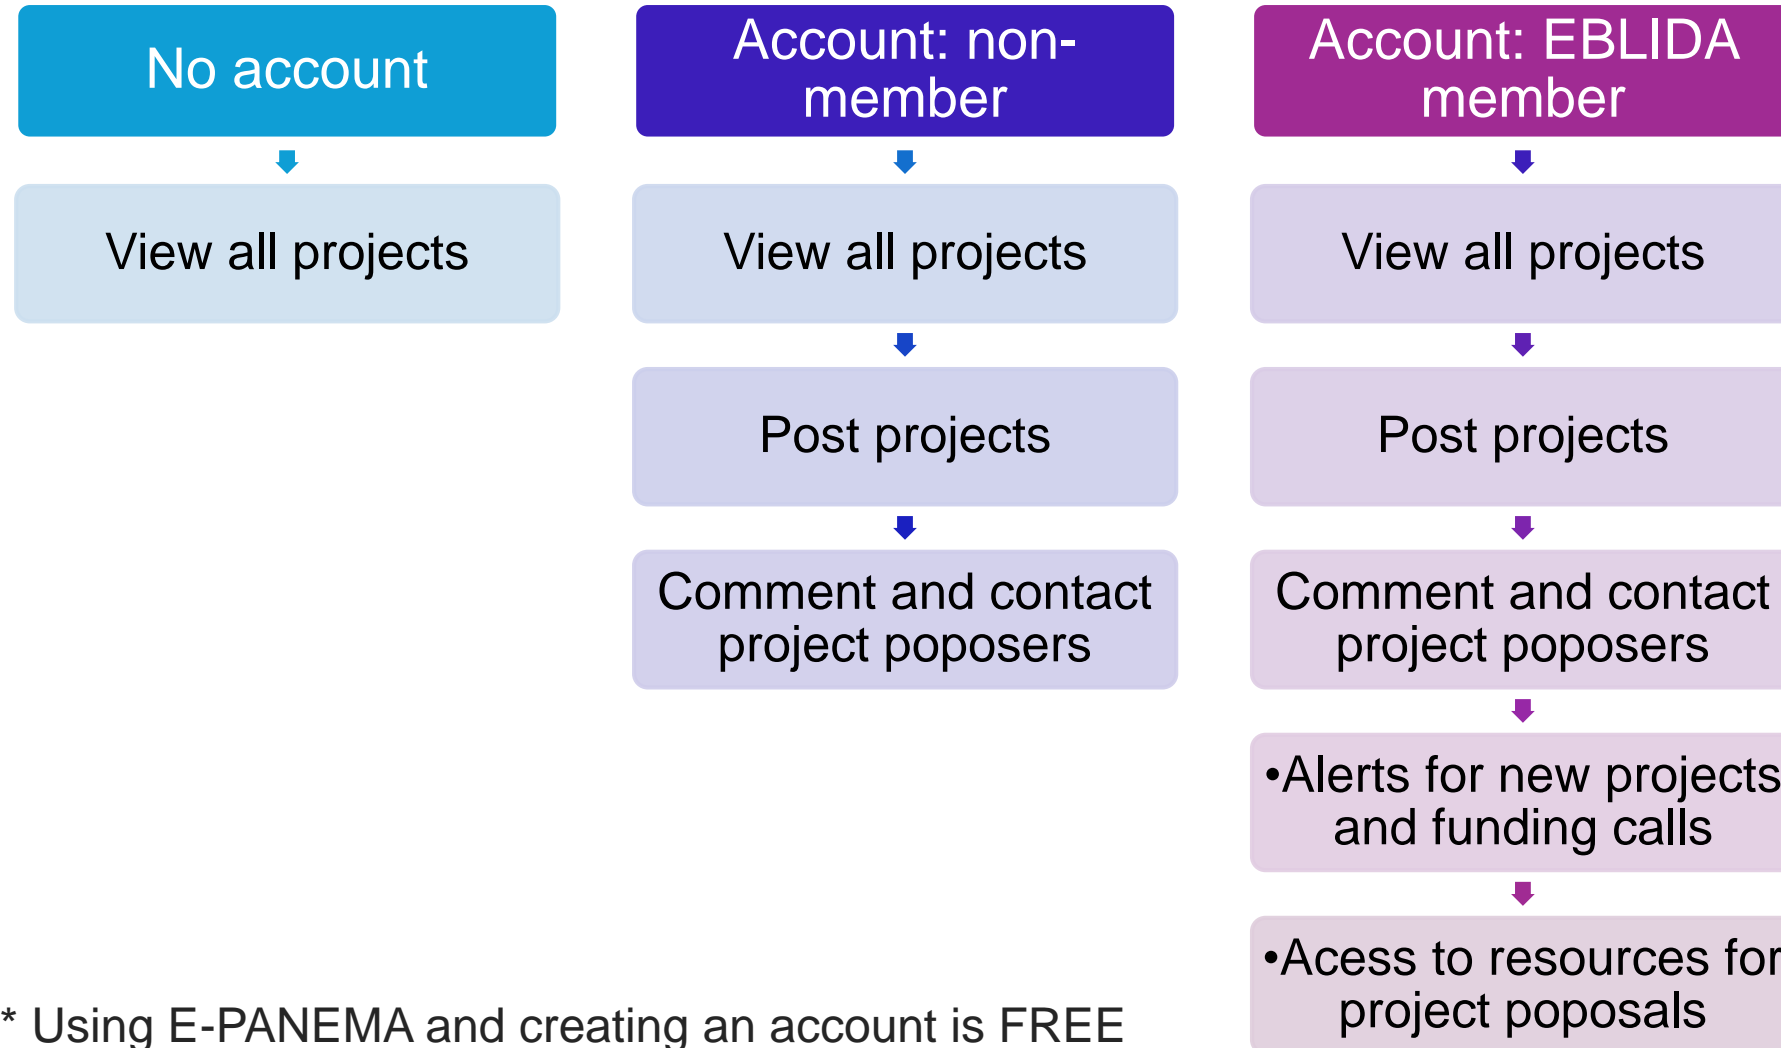 No account
View all projects
Account: non-
member
View all projects
Post projects
Comment and contact
project poposers
Account: EBLIDA
member
View all projects
Post projects
Comment and contact
project poposers
•Alerts for new projects
and funding calls
•Acess to resources for
project poposals
* Using E-PANEMA and creating an account is FREE